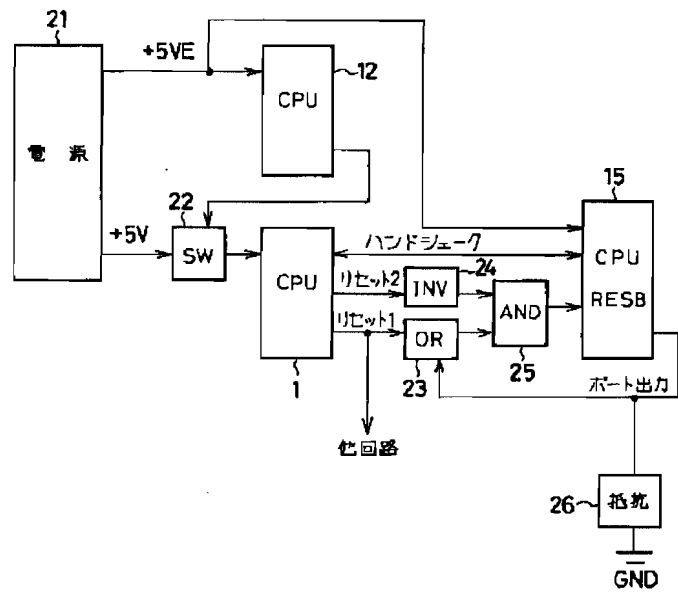 21
+5VE
12
CPU
電源
15
22
+5V
SW
CPU
ハンドシェーク
CPU
リセット2
24
INV
AND
RESB
リセット1
OR
23
25
1
ポート出力
他回路
26
抵抗
GND